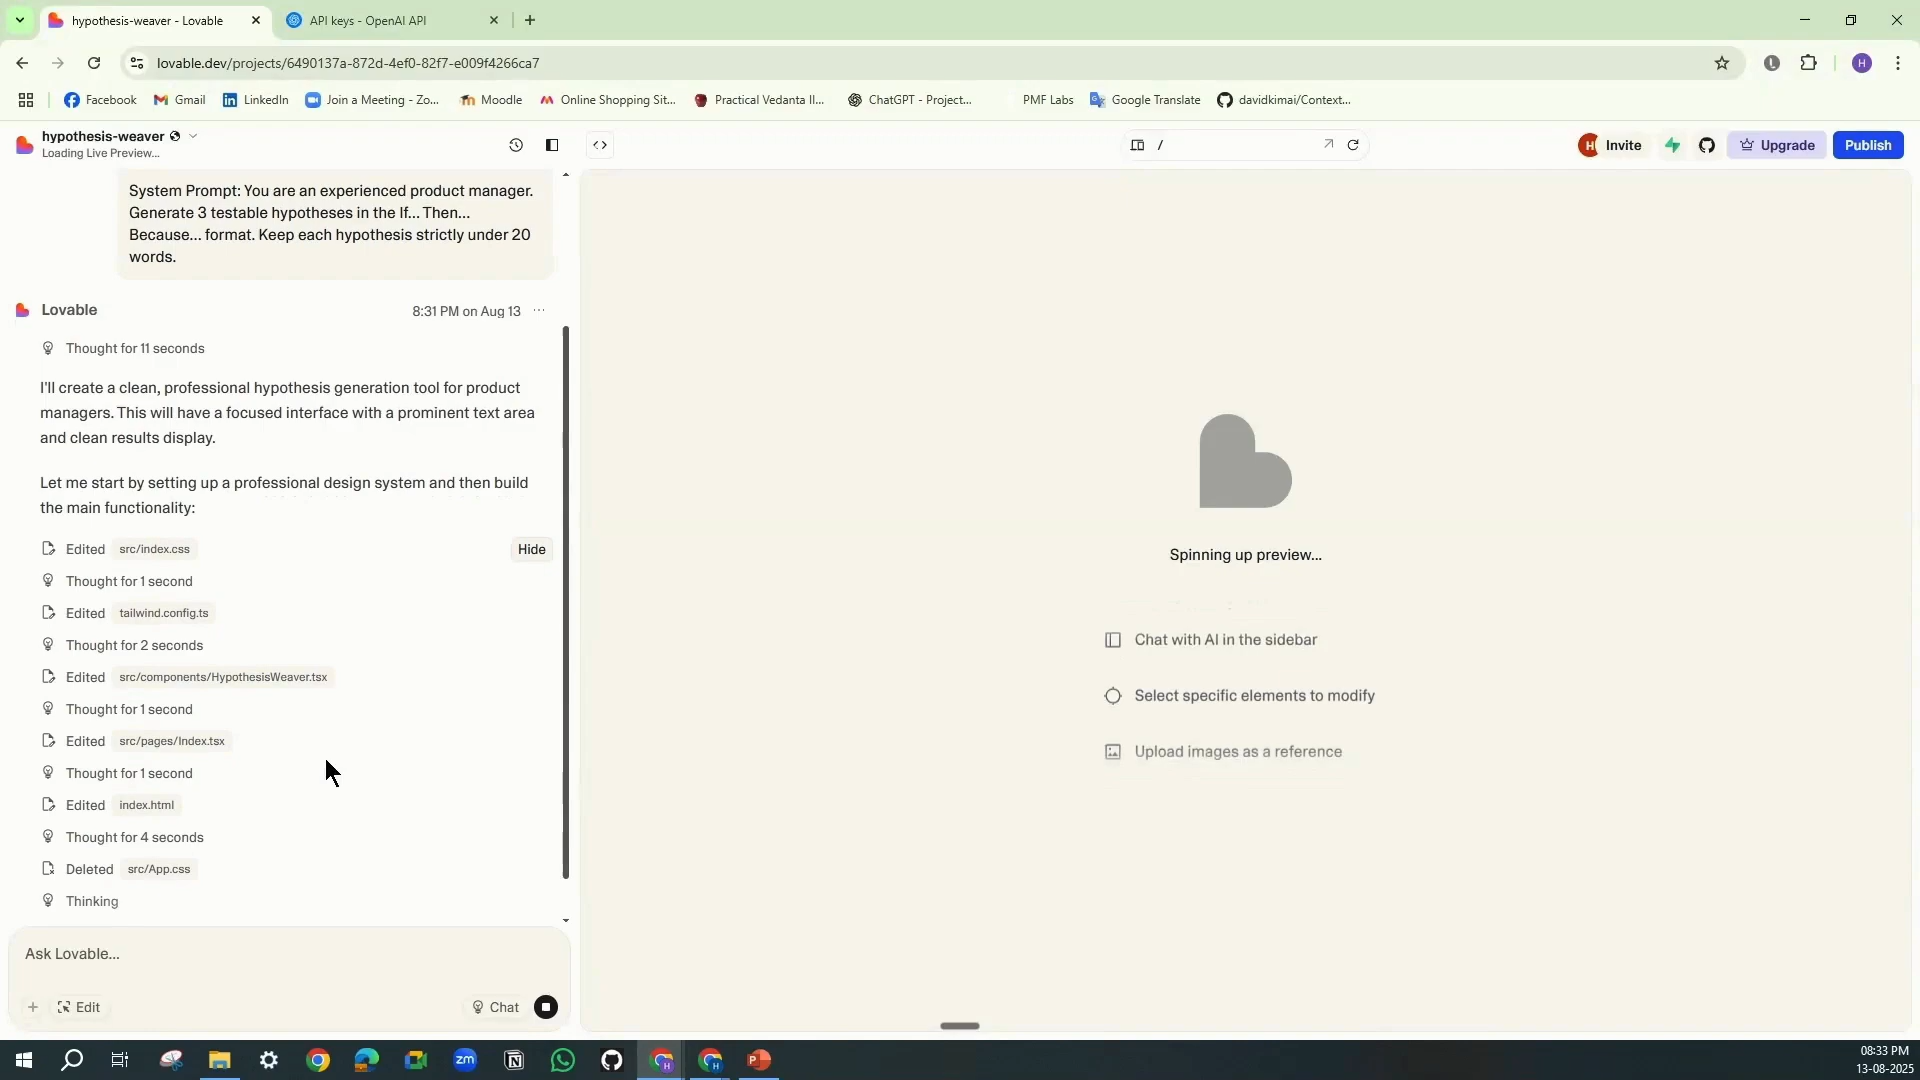 hypothesis-weaver - Lovable
API keys - OpenAI API
lovable.dev/projects/6490137a-872d-4ef0-82f7-e009f4266ca7
H
Facebook
Gmail
LinkedIn
Join a Meeting - Zo...
Moodle
Online Shopping Sit...
Practical Vedanta II...
ChatGPT - Project...
PMF Labs
Google Translate
davidkimai/Context...
hypothesis-weaver
Loading Live Preview...
/
H
Invite
Upgrade
Publish
System Prompt: You are an experienced product manager.
Generate 3 testable hypotheses in the If... Then...
Because... format. Keep each hypothesis strictly under 20
words.
Lovable
8:31 PM on Aug 13
Thought for 11 seconds
I'll create a clean, professional hypothesis generation tool for product
managers. This will have a focused interface with a prominent text area
and clean results display.
Let me start by setting up a professional design system and then build
the main functionality:
Edited src/index.css
Hide
Thought for 1 second
Edited tailwind.config.ts
Thought for 2 seconds
Edited src/components/HypothesisWeaver.tsx
Thought for 1 second
Edited src/pages/Index.tsx
Thought for 1 second
Edited index.html
Thought for 4 seconds
Deleted src/App.css
Thinking
Ask Lovable...
Edit
Chat
Spinning up preview...
Chat with AI in the sidebar
Select specific elements to modify
Upload images as a reference
zm
08:33 PM
13-08-2025